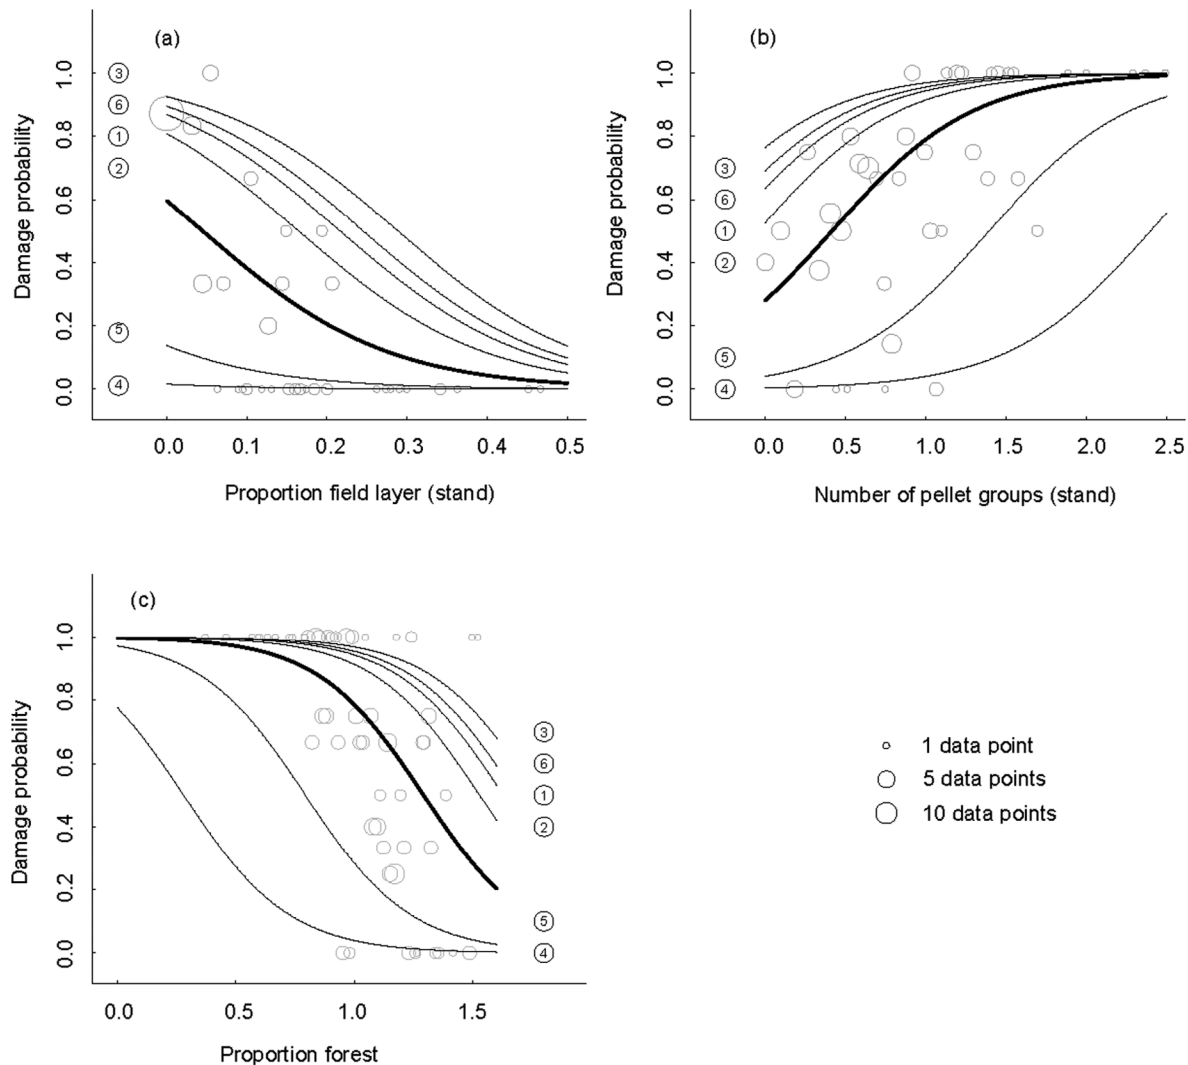 (a)
Damage probability
1.0
0.8
0.6
0.4
0.2
0.0
3
6
1
2
5
4
0.0 0.1 0.2 0.3 0.4 0.5
Proportion field layer (stand)
(b)
Damage probability
1.0
0.8
0.6
0.4
0.2
0.0
3
6
1
2
5
4
0.0 0.5 1.0 1.5 2.0 2.5
Number of pellet groups (stand)
(c)
Damage probability
1.0
0.8
0.6
0.4
0.2
0.0
3
6
1
2
5
4
0.0 0.5 1.0 1.5
Proportion forest
1 data point
5 data points
10 data points